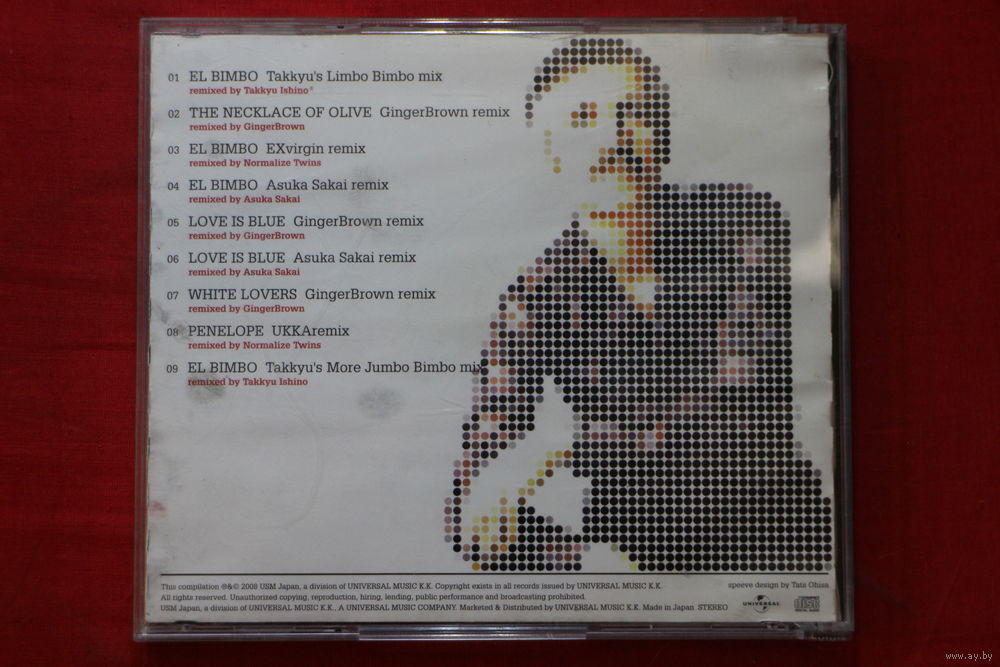 01 EL BIMBO Takkyu's Limbo Bimbo mix
remixed by Takkyu Ishino*
02 THE NECKLACE OF OLIVE GingerBrown remix
remixed by GingerBrown
03 EL BIMBO EXvirgin remix
remixed by Normalize Twins
04 EL BIMBO Asuka Sakai remix
remixed by Asuka Sakai
05 LOVE IS BLUE GingerBrown remix
remixed by GingerBrown
06 LOVE IS BLUE Asuka Sakai remix
remixed by Asuka Sakai
07 WHITE LOVERS GingerBrown remix
remixed by GingerBrown
08 PENELOPE UKKAremix
remixed by Normalize Twins
09 EL BIMBO Takkyu's More Jumbo Bimbo mix
remixed by Takkyu Ishino
This compilation ℗&© 2008 USM Japan, a division of UNIVERSAL MUSIC K.K. Copyright exists in all records issued by UNIVERSAL MUSIC K.K.
speeve design by Tats Ohisa
All rights reserved. Unauthorized copying, reproduction, hiring, lending, public performance and broadcasting prohibited.
USM Japan, a division of UNIVERSAL MUSIC K.K., A UNIVERSAL MUSIC COMPANY. Marketed & Distributed by UNIVERSAL MUSIC K.K. Made in Japan STEREO
UNIVERSAL
www.ay.by